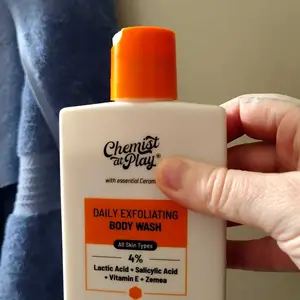 Chemist
at Play®
with essential Ceram
DAILY EXFOLIATING
BODY WASH
All Skin Types
4%
Lactic Acid + Salicylic Acid
+ Vitamin E + Zemea